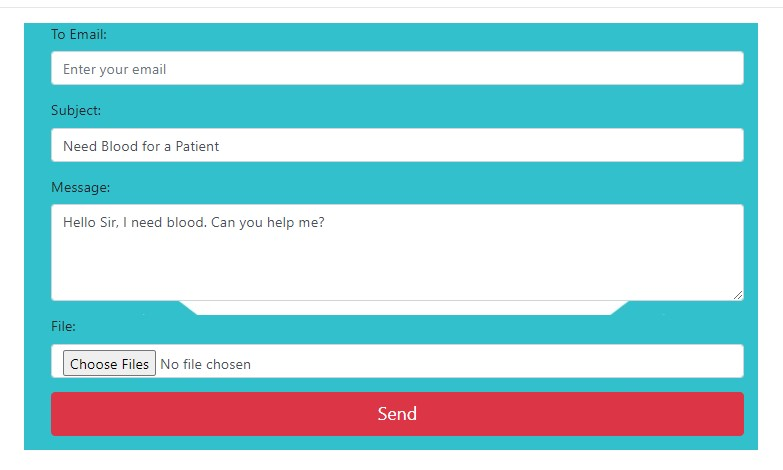 To Email:
Enter your email
Subject:
Need Blood for a Patient
Message:
Hello Sir, I need blood. Can you help me?
File:
Choose Files No file chosen
Send